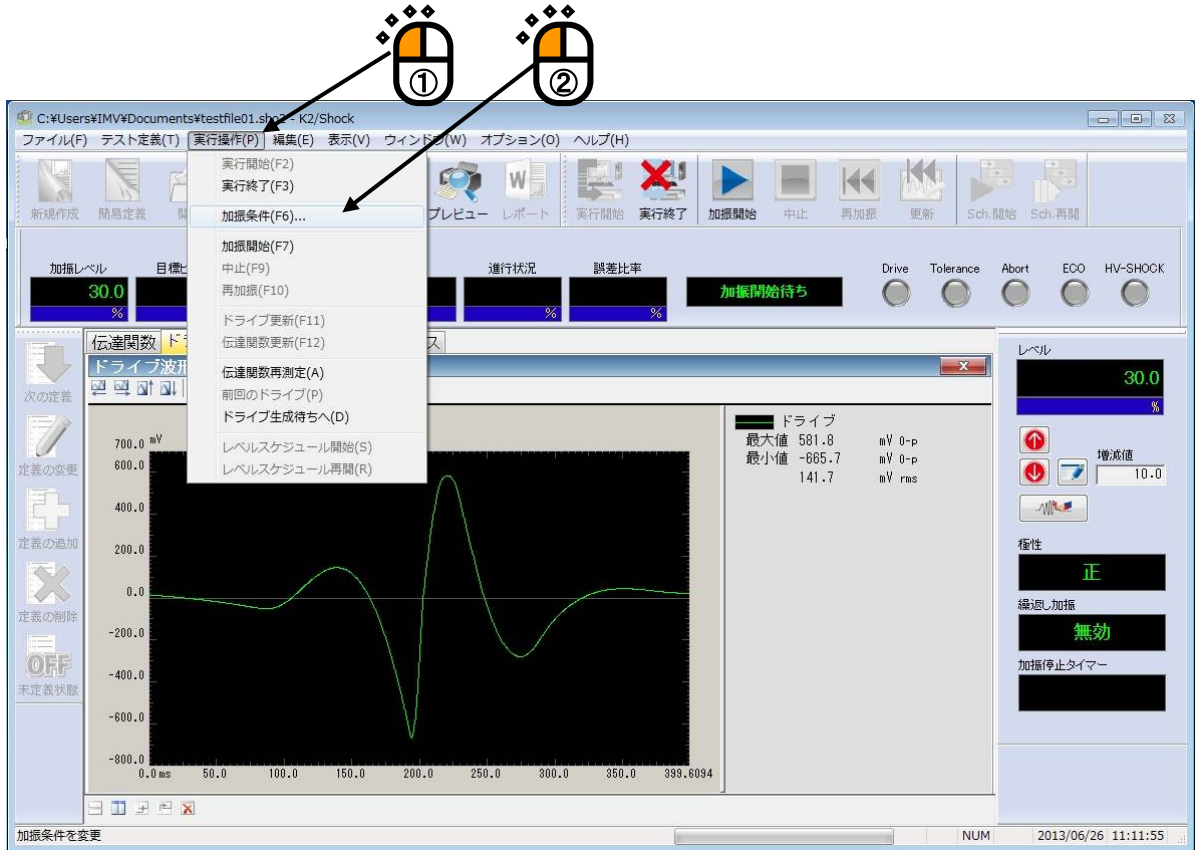 ①
②
C:¥Users¥IMV¥Documents¥testfile01.sho2 - K2/Shock
ファイル(F) テスト定義(T) 実行操作(P) 編集(E) 表示(V) ウィンドウ(W) オプション(O) ヘルプ(H)
実行開始(F2)
実行終了(F3)
加振条件(F6)...
加振開始(F7)
中止(F9)
再加振(F10)
ドライブ更新(F11)
伝達関数更新(F12)
伝達関数再測定(A)
前回のドライブ(P)
ドライブ生成待ちへ(D)
レベルスケジュール開始(S)
レベルスケジュール再開(R)
新規作成 簡易定義 プレビュー レポート 実行開始 実行終了 加振開始 中止 再加振 更新 Sch.開始 Sch.再開
加振レベル 目標 進行状況 誤差比率 Drive Tolerance Abort ECO HV-SHOCK
30.0 加振開始待ち
% % %
次の定義
定義の変更
定義の追加
定義の削除
OFF
未定義状態
伝達関数 ド ス
ドライブ波形
700.0 mV
600.0
400.0
200.0
0.0
-200.0
-400.0
-600.0
-800.0
0.0 ms 50.0 100.0 150.0 200.0 250.0 300.0 350.0 399.6094
ドライブ
最大値 581.8 mV 0-p
最小値 -665.7 mV 0-p
141.7 mV rms
レベル
30.0
%
増減値
10.0
極性
正
繰返し加振
無効
加振停止タイマー
加振条件を変更 NUM 2013/06/26 11:11:55